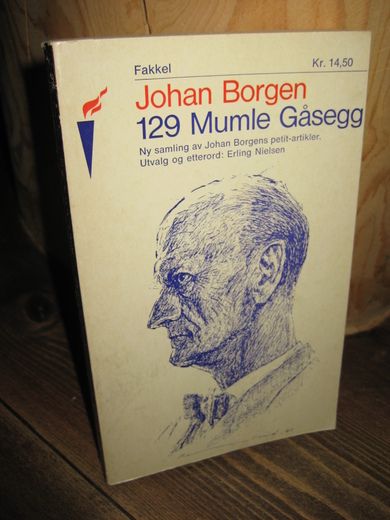 Fakkel Kr. 14,50
Johan Borgen
129 Mumle Gåsegg
Ny samling av Johan Borgens petit-artikler.
Utvalg og etterord: Erling Nielsen